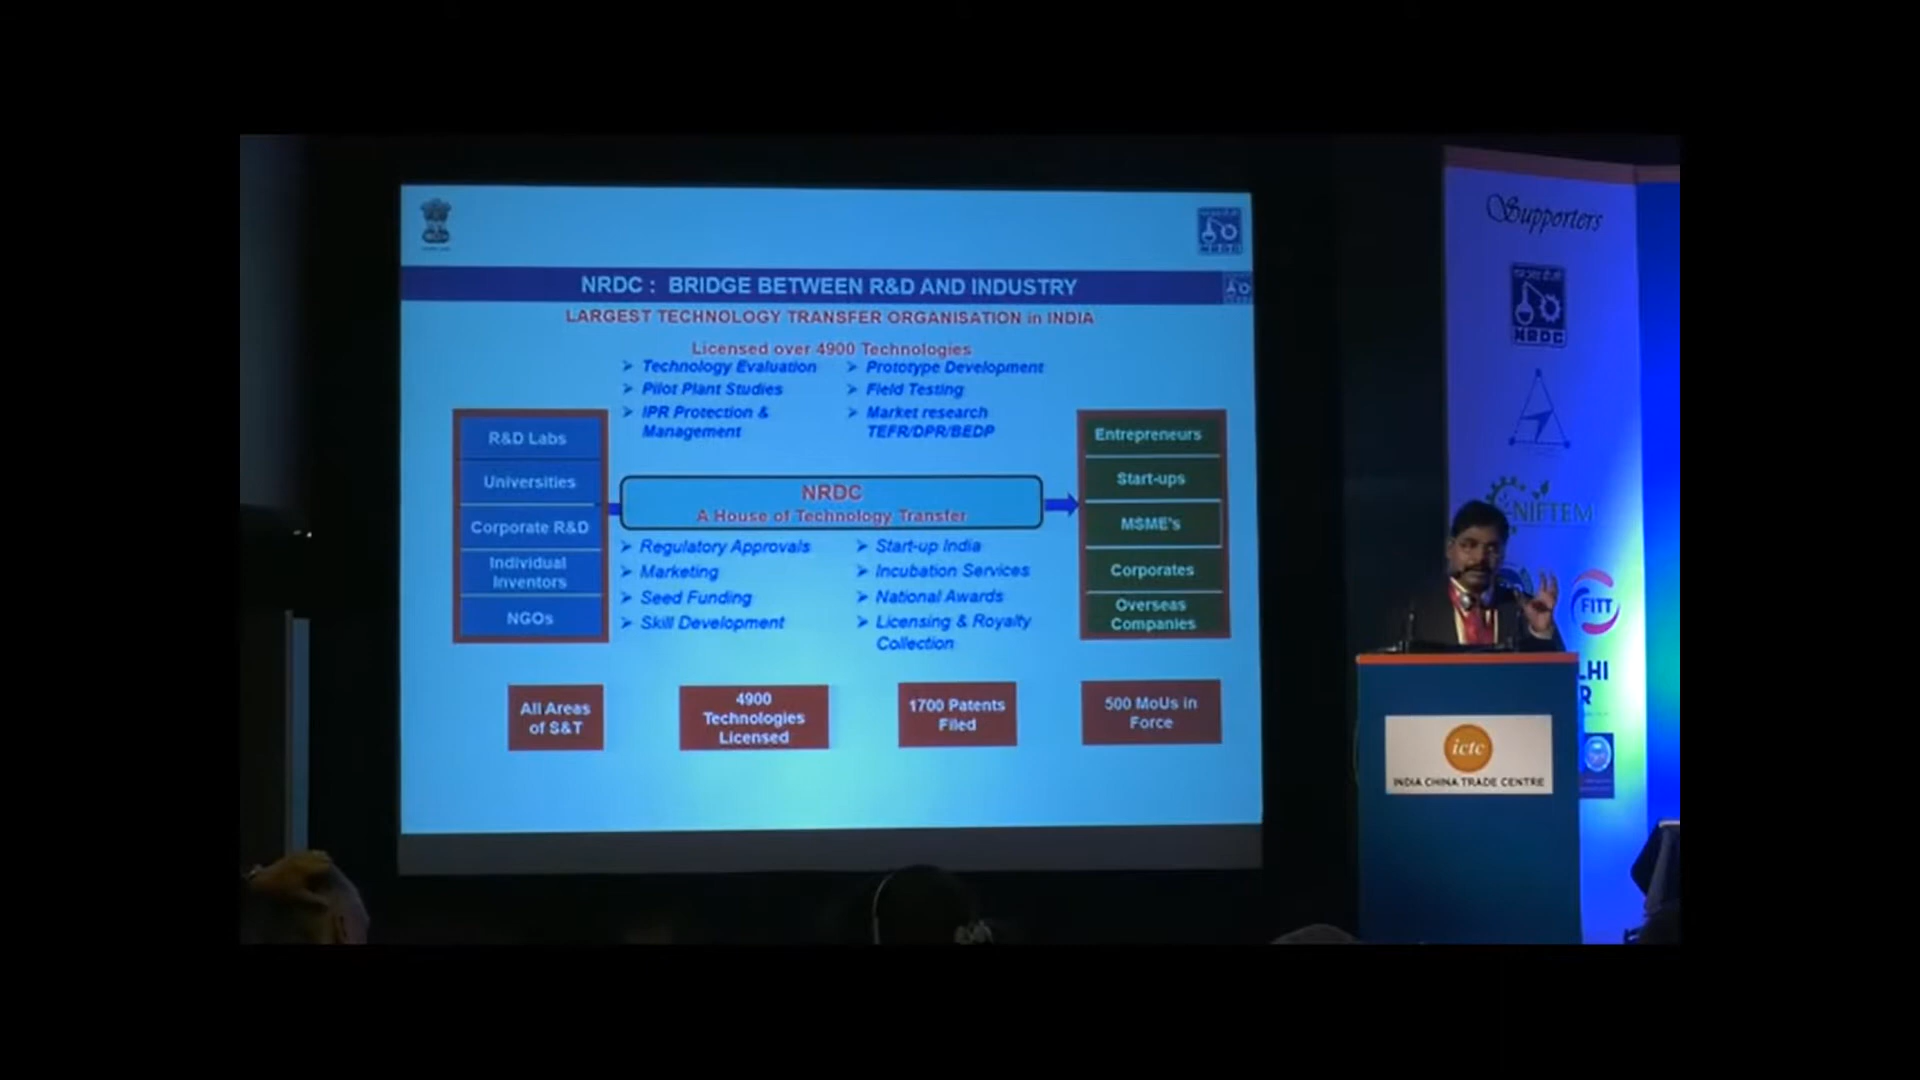 NRDC : BRIDGE BETWEEN R&D AND INDUSTRY
LARGEST TECHNOLOGY TRANSFER ORGANISATION in INDIA
Licensed over 4900 Technologies
Technology Evaluation
Pilot Plant Studies
IPR Protection &
Management
Prototype Development
Field Testing
Market research
TEFR/DPR/BEDP
R&D Labs
Universities
Corporate R&D
Individual
Inventors
NGOs
NRDC
A House of Technology Transfer
Entrepreneurs
Start-ups
MSME's
Corporates
Overseas
Companies
Regulatory Approvals
Marketing
Seed Funding
Skill Development
Start-up India
Incubation Services
National Awards
Licensing & Royalty
Collection
All Areas
of S&T
4900
Technologies
Licensed
1700 Patents
Filed
500 MoUs in
Force
Supporters
NRDC
NIFTEM
FITT
LHI
R
ictc
INDIA CHINA TRADE CENTRE